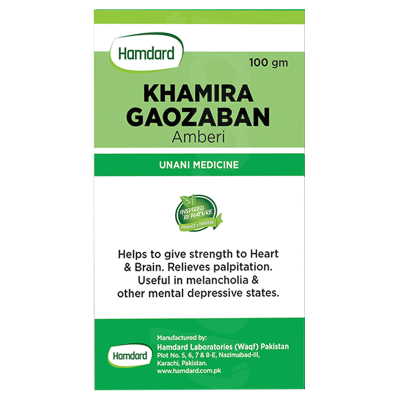 Hamdard
100 gm
KHAMIRA
GAOZABAN
Amberi
UNANI MEDICINE
INSPIRED
BY NATURE
Helps to give strength to Heart
& Brain. Relieves palpitation.
Useful in melancholia &
other mental depressive states.
Manufactured by:
Hamdard Laboratories (Waqf) Pakistan
Plot No. 5, 6, 7 & 8-E, Nazimabad-III,
Karachi, Pakistan.
www.hamdard.com.pk
Hamdard